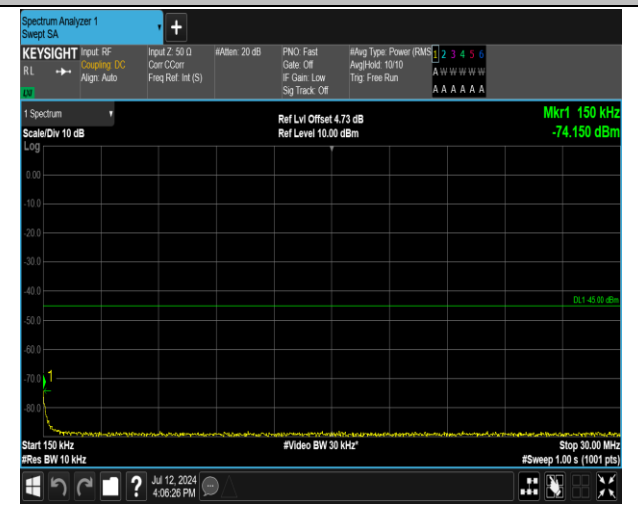 Spectrum Analyzer 1
Swept SA
+
KEYSIGHT Input: RF Input Z: 50 Ω #Atten: 20 dB PNO: Fast #Avg Type: Power (RMS 1 2 3 4 5 6
RL Coupling: DC Corr CCorr Gate: Off Avg|Hold: 10/10 A W W W W W
Align: Auto Freq Ref: Int (S) IF Gain: Low Trig: Free Run
Sig Track: Off A A A A A A
1 Spectrum Ref Lvl Offset 4.73 dB Mkr1 150 kHz
Scale/Div 10 dB Ref Level 10.00 dBm -74.150 dBm
Log
0.00
-10.0
-20.0
-30.0
-40.0
DL1 -45.00 dBm
-50.0
-60.0
1
-70.0
-80.0
Start 150 kHz #Video BW 30 kHz* Stop 30.00 MHz
#Res BW 10 kHz #Sweep 1.00 s (1001 pts)
? Jul 12, 2024
4:06:26 PM